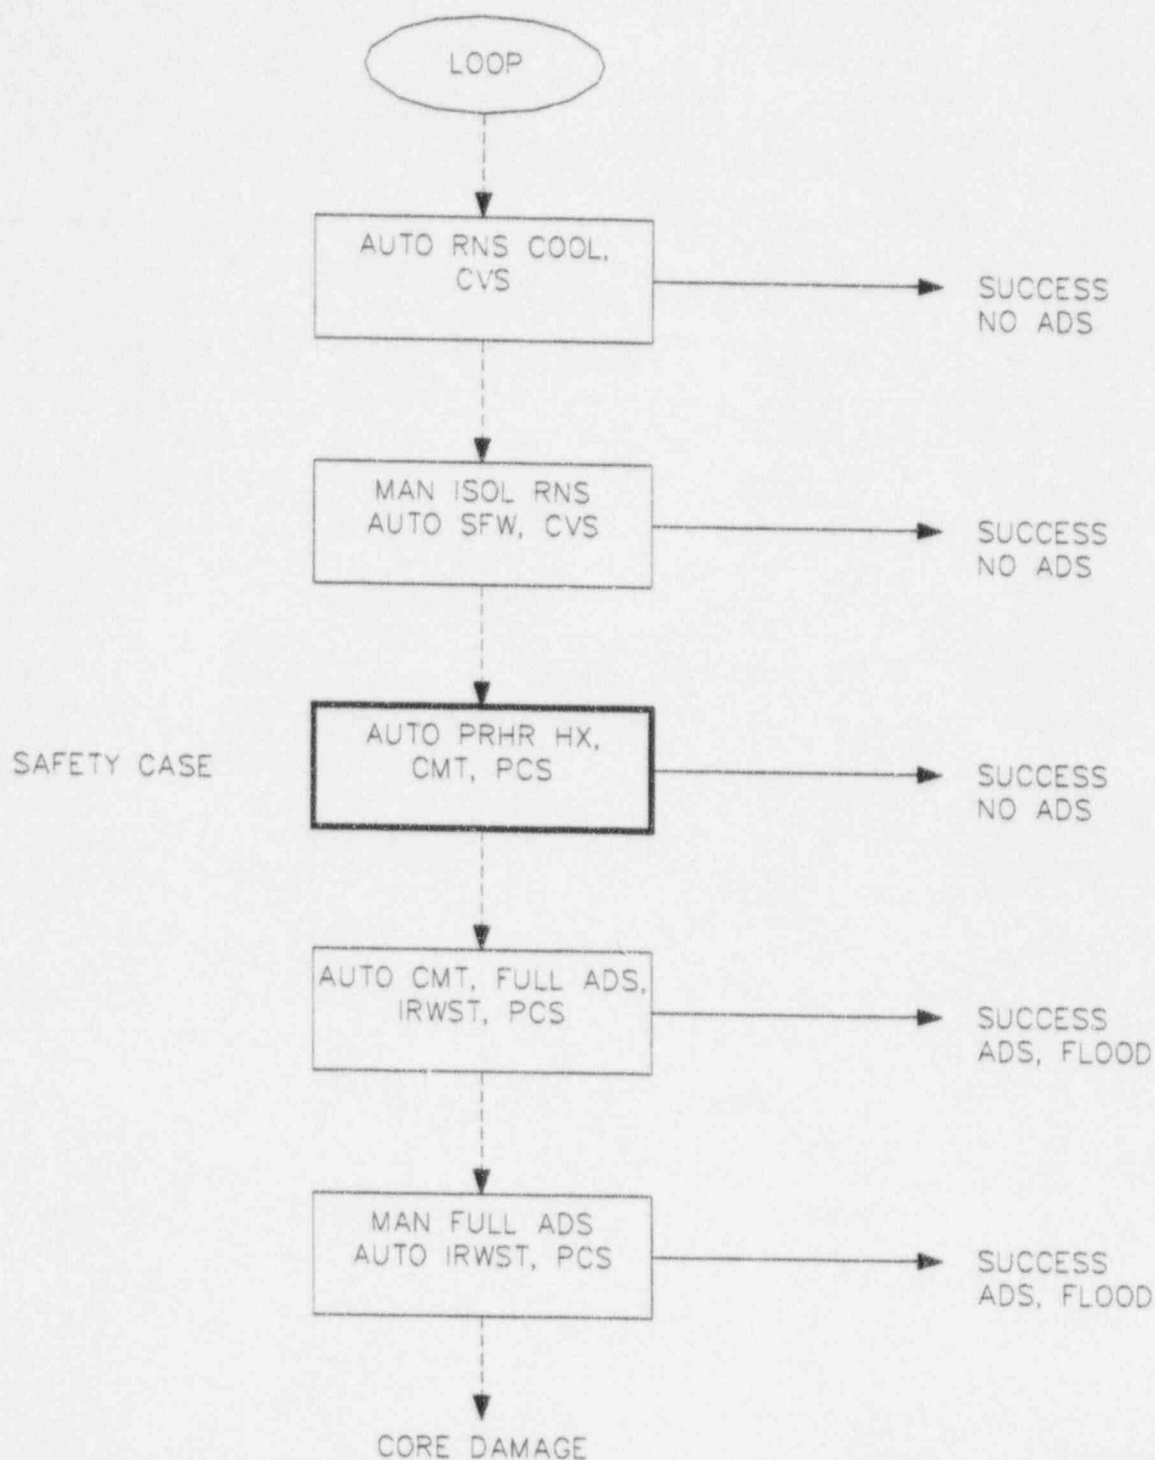 LOOP
AUTO RNS COOL,
CVS
SUCCESS
NO ADS
MAN ISOL RNS
AUTO SFW, CVS
SUCCESS
NO ADS
SAFETY CASE
AUTO PRHR HX,
CMT, PCS
SUCCESS
NO ADS
AUTO CMT, FULL ADS,
IRWST, PCS
SUCCESS
ADS, FLOOD
MAN FULL ADS
AUTO IRWST, PCS
SUCCESS
ADS, FLOOD
CORE DAMAGE